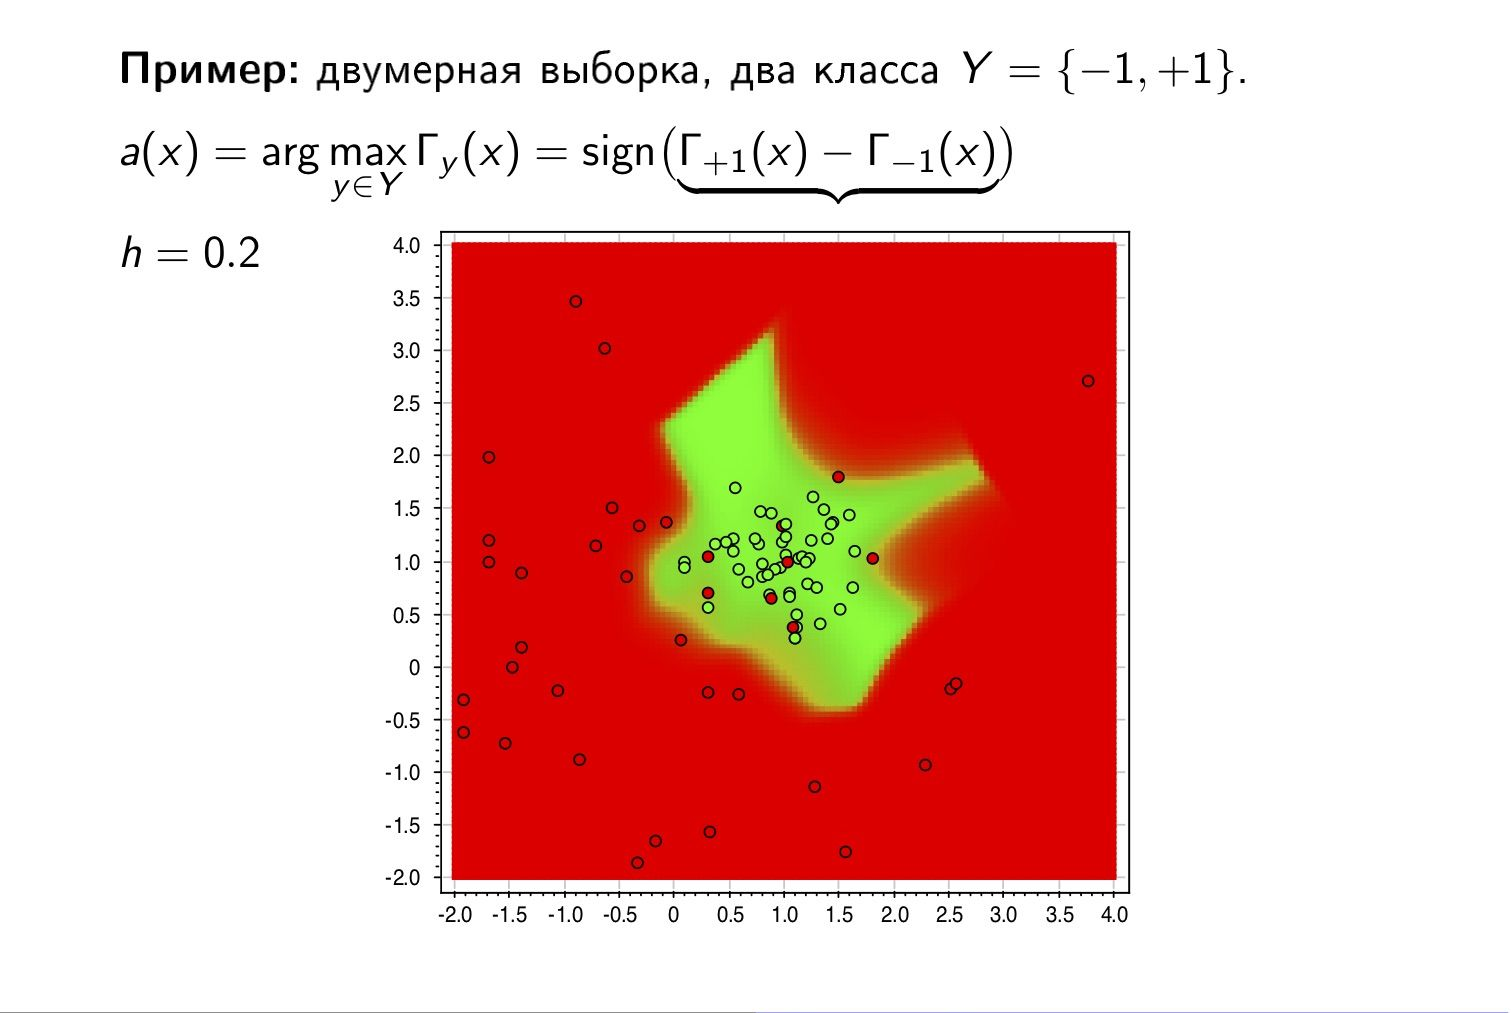 Пример: двумерная выборка, два класса Y = {−1, +1}.
a(x) = arg max Γ_y(x) = sign(Γ_{+1}(x) − Γ_{−1}(x))
y∈Y
h = 0.2
4.0
3.5
3.0
2.5
2.0
1.5
1.0
0.5
0
-0.5
-1.0
-1.5
-2.0
-2.0 -1.5 -1.0 -0.5 0 0.5 1.0 1.5 2.0 2.5 3.0 3.5 4.0